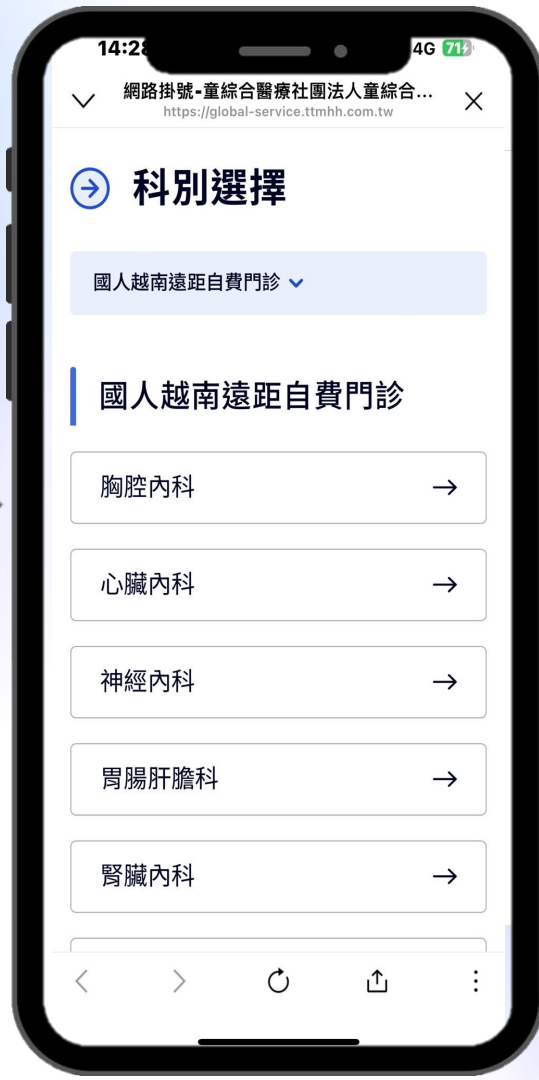 14:28
4G 71
網路掛號-童綜合醫療社團法人童綜合...
https://global-service.ttmhh.com.tw
科別選擇
國人越南遠距自費門診
國人越南遠距自費門診
胸腔內科
心臟內科
神經內科
胃腸肝膽科
腎臟內科